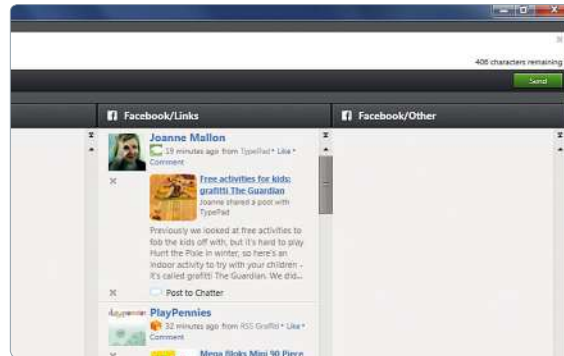 406 characters remaining
Send
Facebook/Links
Facebook/Other
Joanne Mallon
19 minutes ago from TypePad • Like •
Comment
Free activities for kids:
grafitti The Guardian
Joanne shared a post with
TypePad
Previously we looked at free activities to
fob the kids off with, but it's hard to play
Hunt the Pixie in winter, so here's an
indoor activity to try with your children -
it's called grafitti The Guardian. We did...
Post to Chatter
PlayPennies
32 minutes ago from RSS Graffiti • Like •
Comment
Mega Bloks Mini 90 Piece